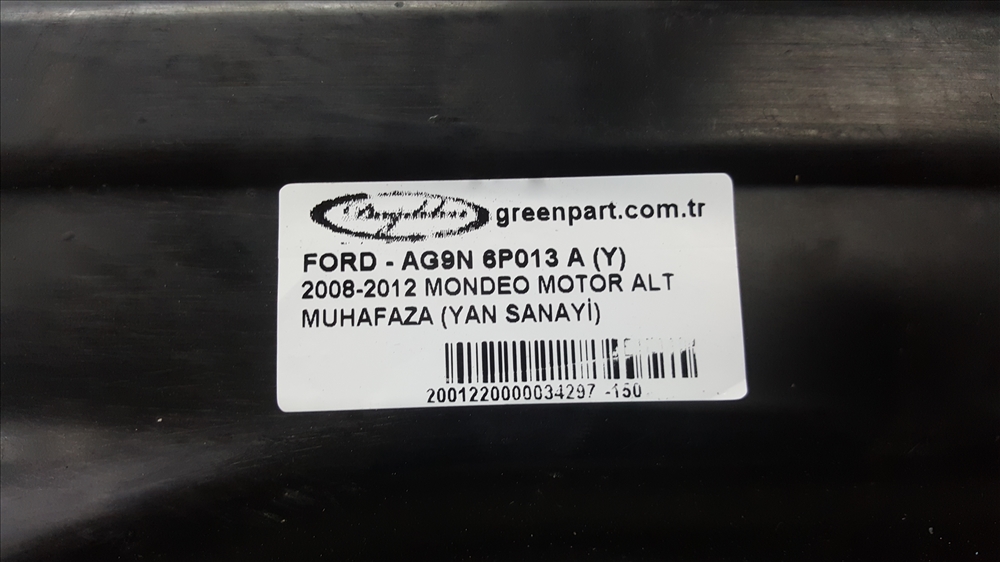 greenpart.com.tr
FORD - AG9N 6P013 A (Y)
2008-2012 MONDEO MOTOR ALT
MUHAFAZA (YAN SANAYİ)
2001220000034297 -150